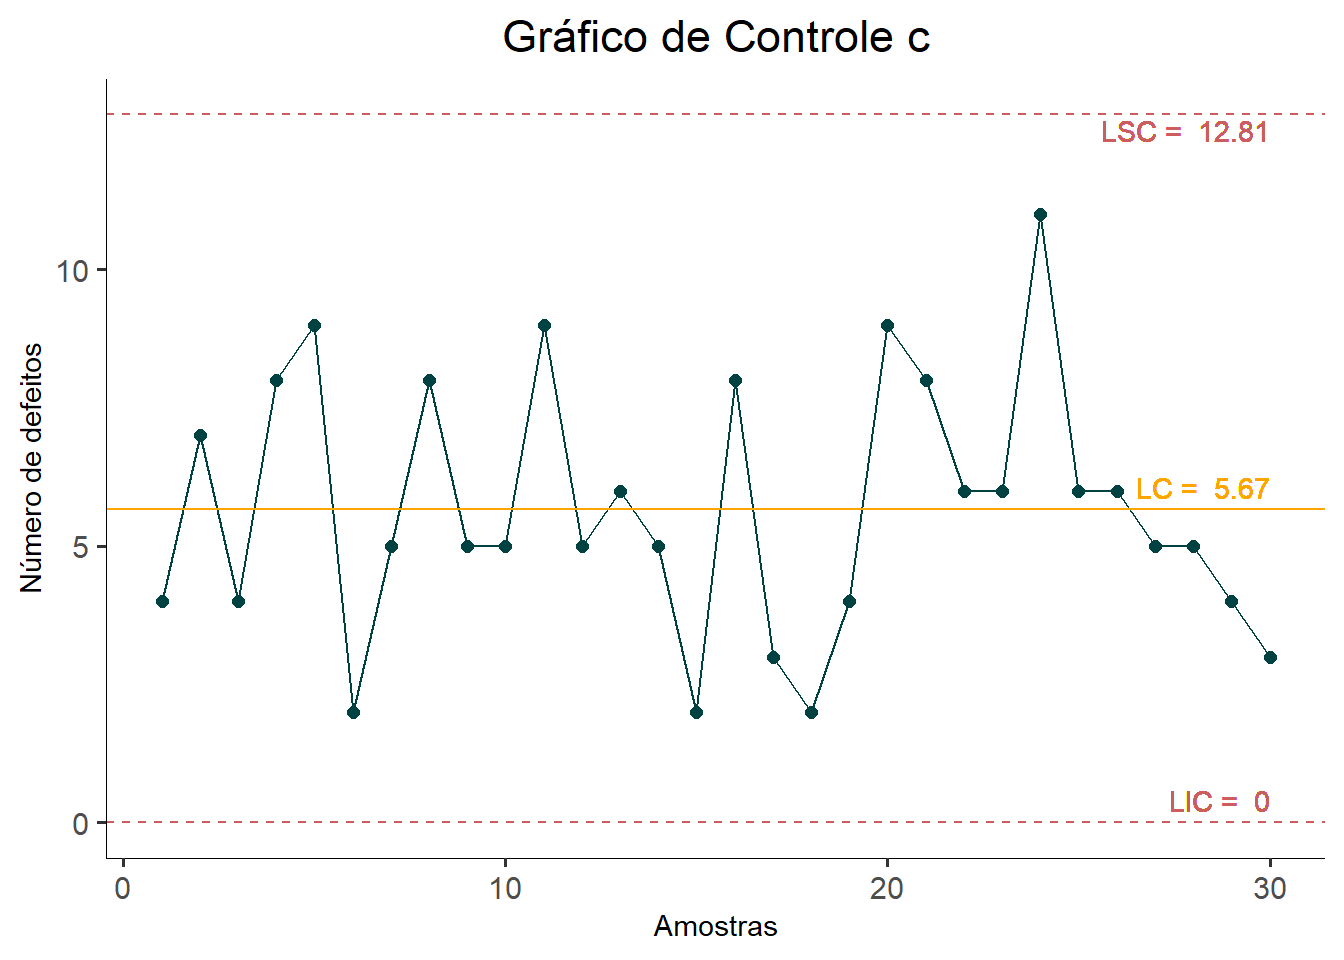 Gráfico de Controle c
LSC =  12.81
10
Número de defeitos
LC =  5.67
5
LIC =  0
0
0 10 20 30
Amostras